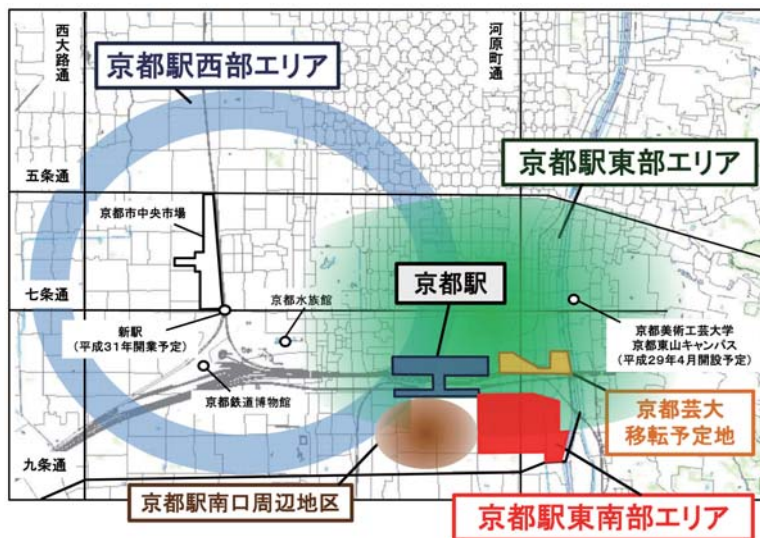 西大路通
河原町通
京都駅西部エリア
京都駅東部エリア
五条通
京都市中央市場
京都駅
七条通
京都水族館
新駅
（平成31年開業予定）
京都美術工芸大学
京都東山キャンパス
（平成29年4月開設予定）
京都鉄道博物館
京都芸大
移転予定地
九条通
京都駅南口周辺地区
京都駅東南部エリア